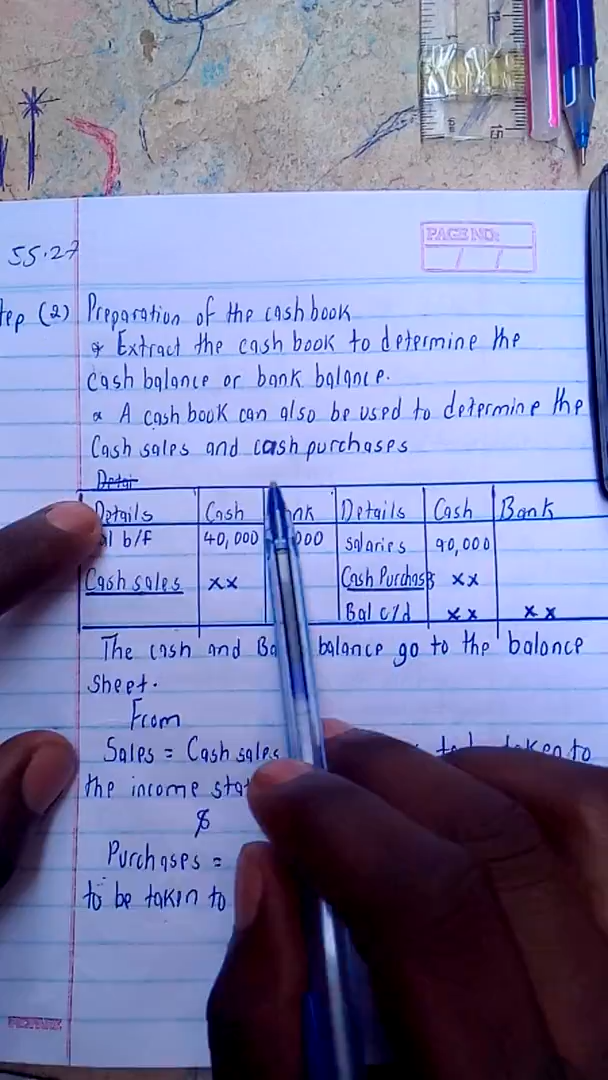 55.27
PAGE NO:
tep (2) Preparation of the cash book
* Extract the cash book to determine the
cash balance or bank balance.
* A cash book can also be used to determine the
Cash sales and cash purchases
Details Cash Details Cash Bank
b/f 40,000 000 salaries 90,000
Cash sales xx Cash Purchases xx
Bal c/d xx xx
The cash and balance go to the balance
Sheet.
From
Sales = Cash sales taken to
the income
&
Purchases =
to be taken to